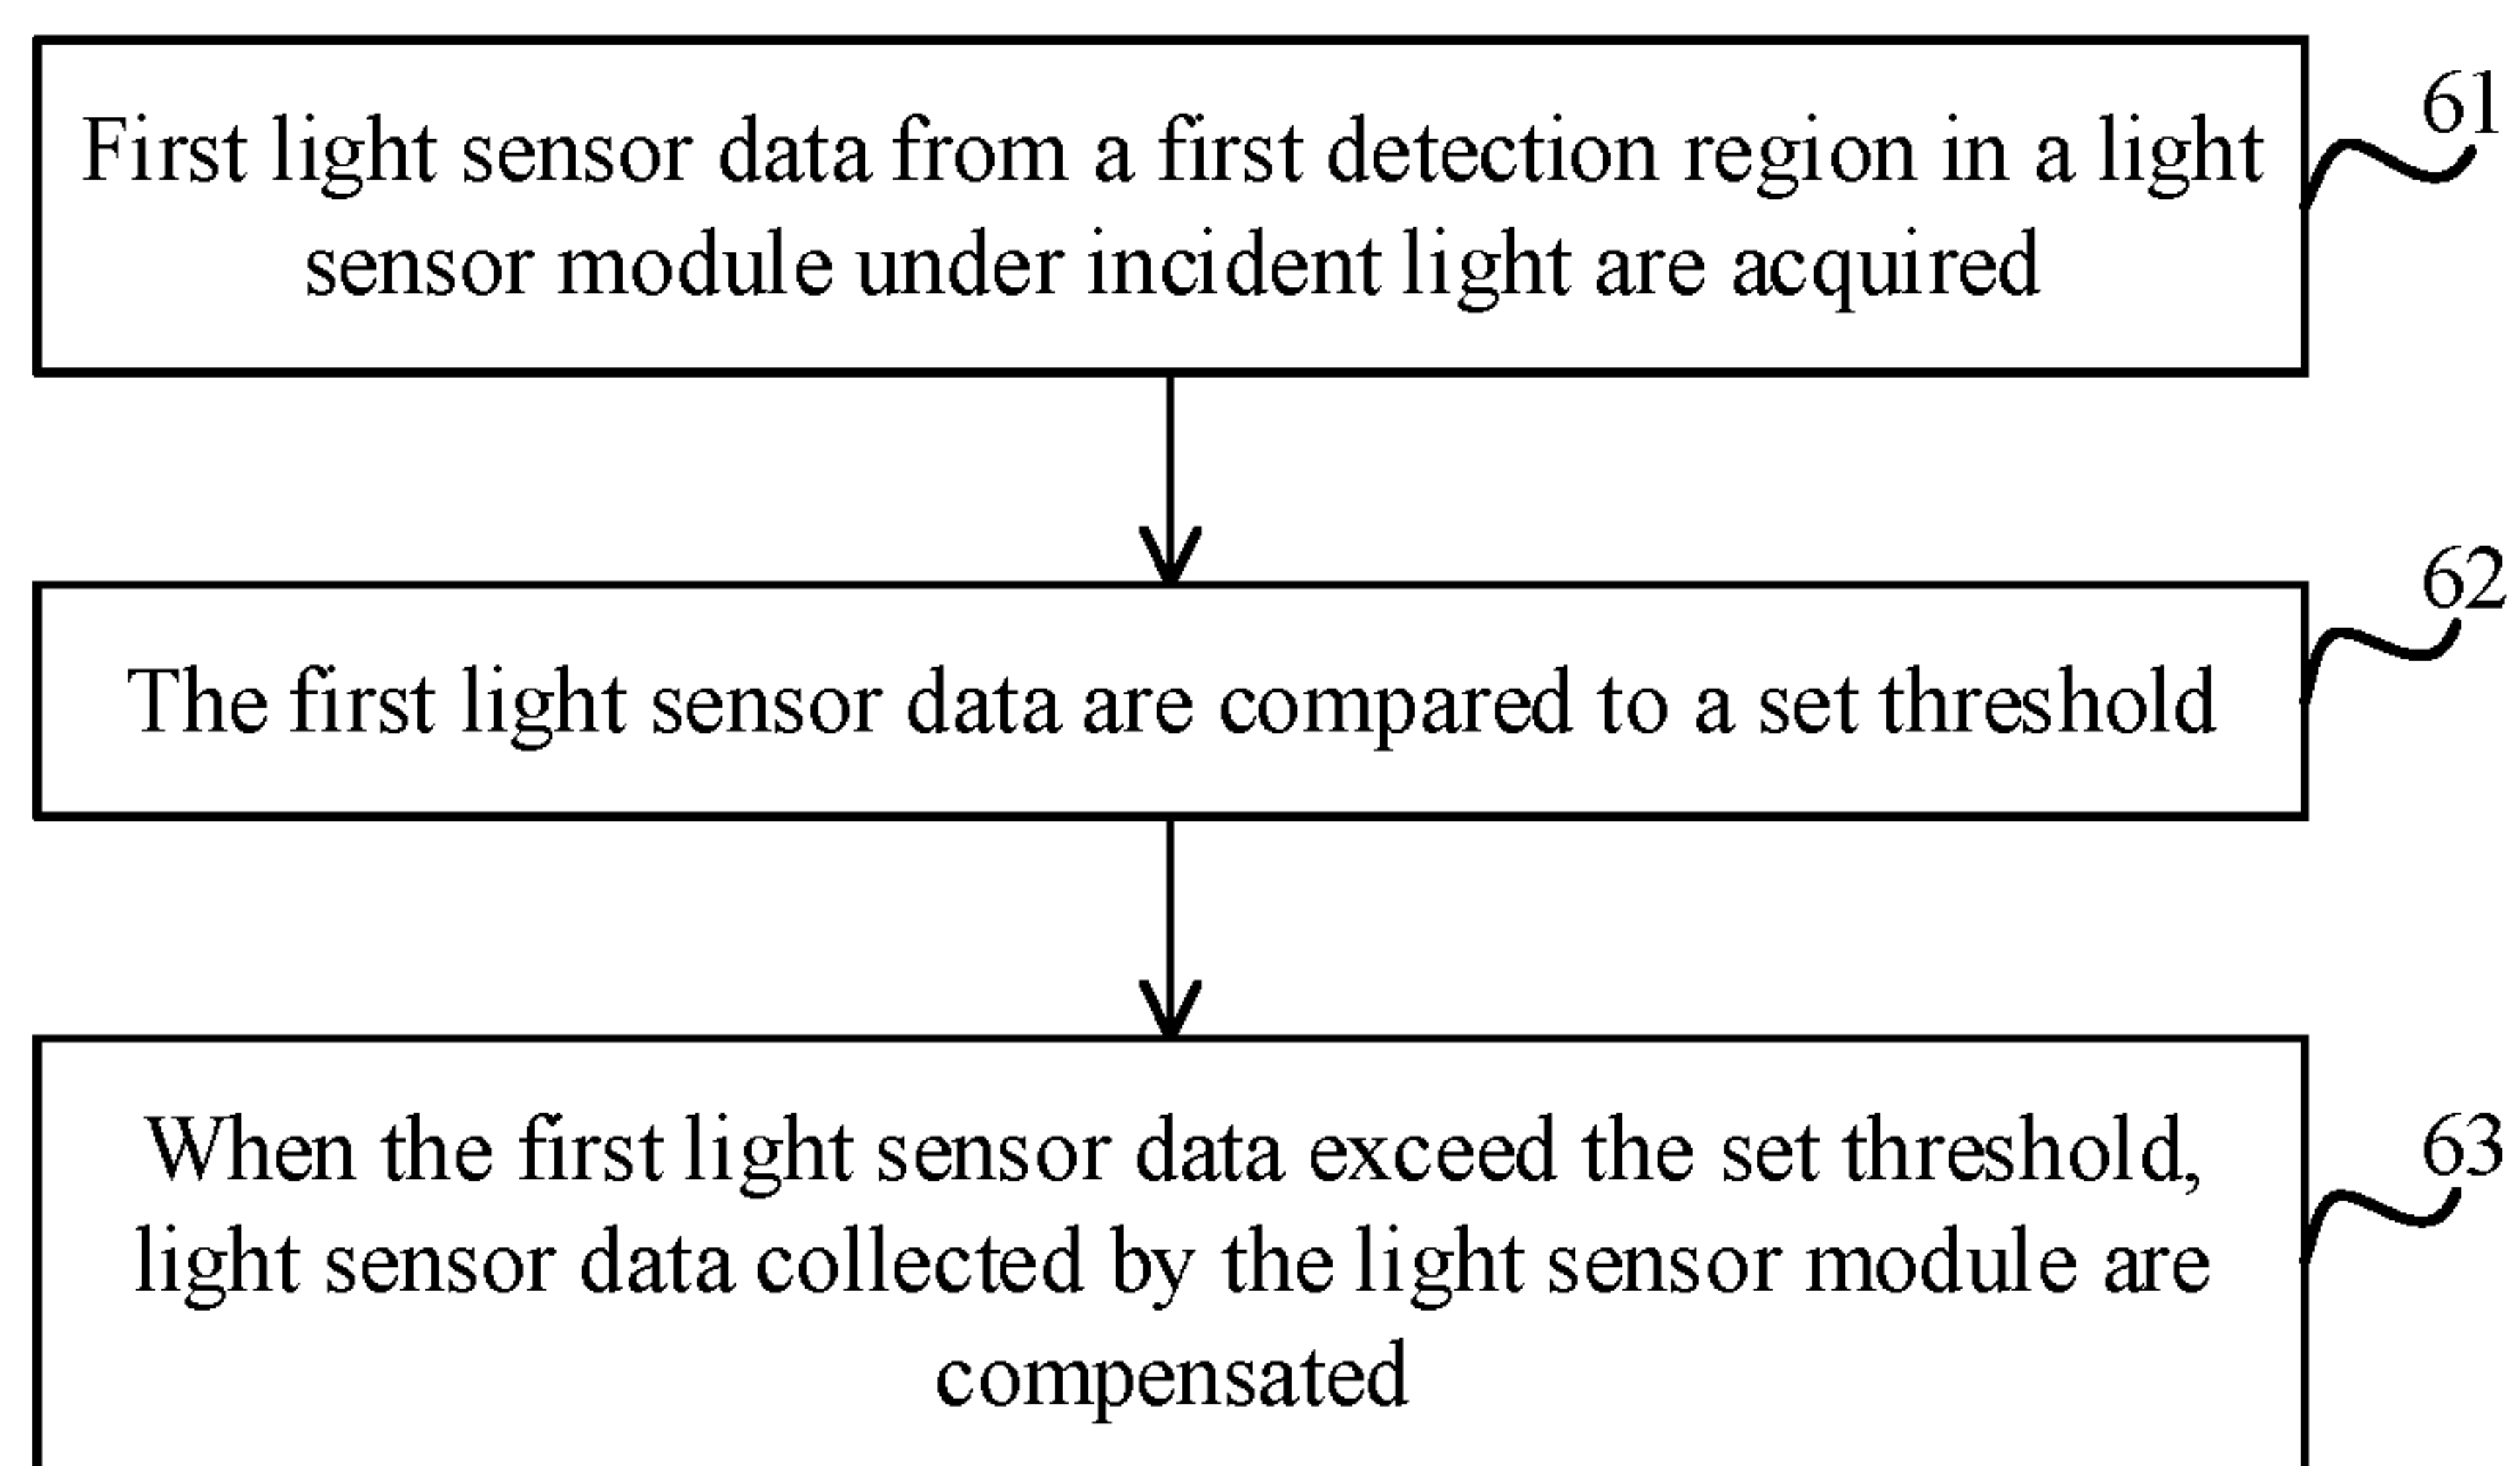 First light sensor data from a first detection region in a light
sensor module under incident light are acquired
61
The first light sensor data are compared to a set threshold
62
When the first light sensor data exceed the set threshold,
light sensor data collected by the light sensor module are
compensated
63